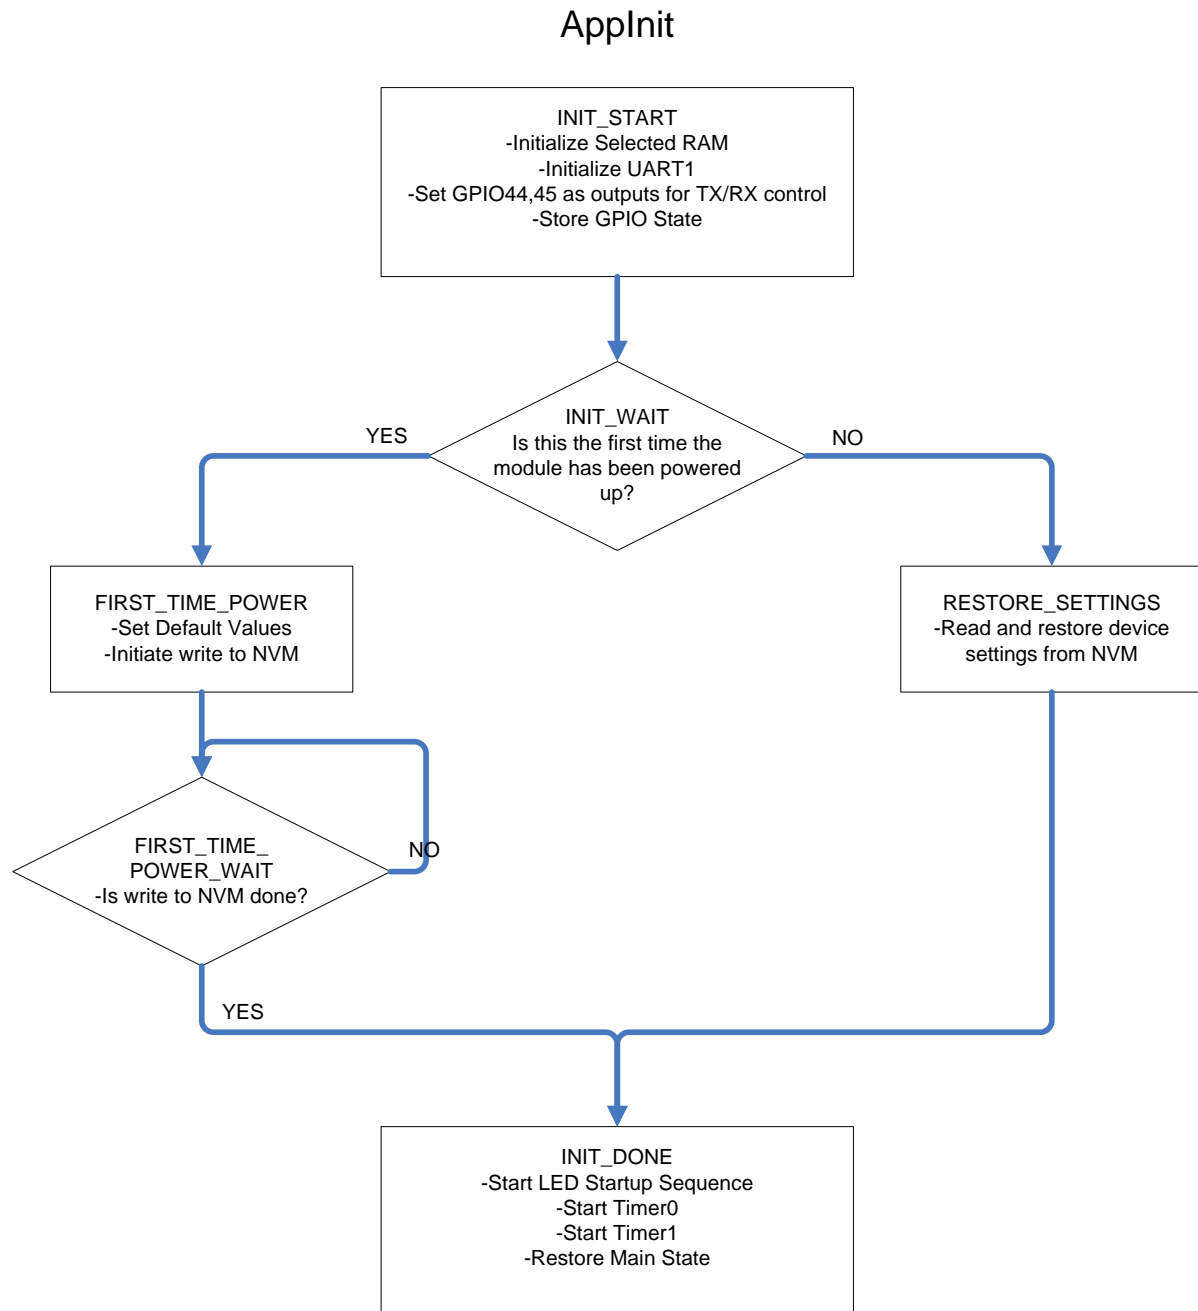 AppInit
INIT_START
-Initialize Selected RAM
-Initialize UART1
-Set GPIO44,45 as outputs for TX/RX control
-Store GPIO State
INIT_WAIT
Is this the first time the
module has been powered
up?
YES
NO
FIRST_TIME_POWER
-Set Default Values
-Initiate write to NVM
RESTORE_SETTINGS
-Read and restore device
settings from NVM
FIRST_TIME_
POWER_WAIT
-Is write to NVM done?
NO
YES
INIT_DONE
-Start LED Startup Sequence
-Start Timer0
-Start Timer1
-Restore Main State